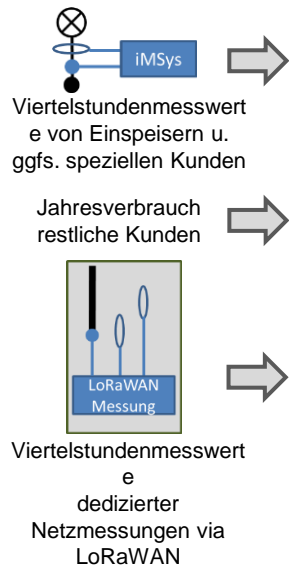 iMSys
Viertelstundenmesswert
e von Einspeisern u.
ggfs. speziellen Kunden
Jahresverbrauch
restliche Kunden
LoRaWAN
Messung
Viertelstundenmesswert
e
dedizierter
Netzmessungen via
LoRaWAN